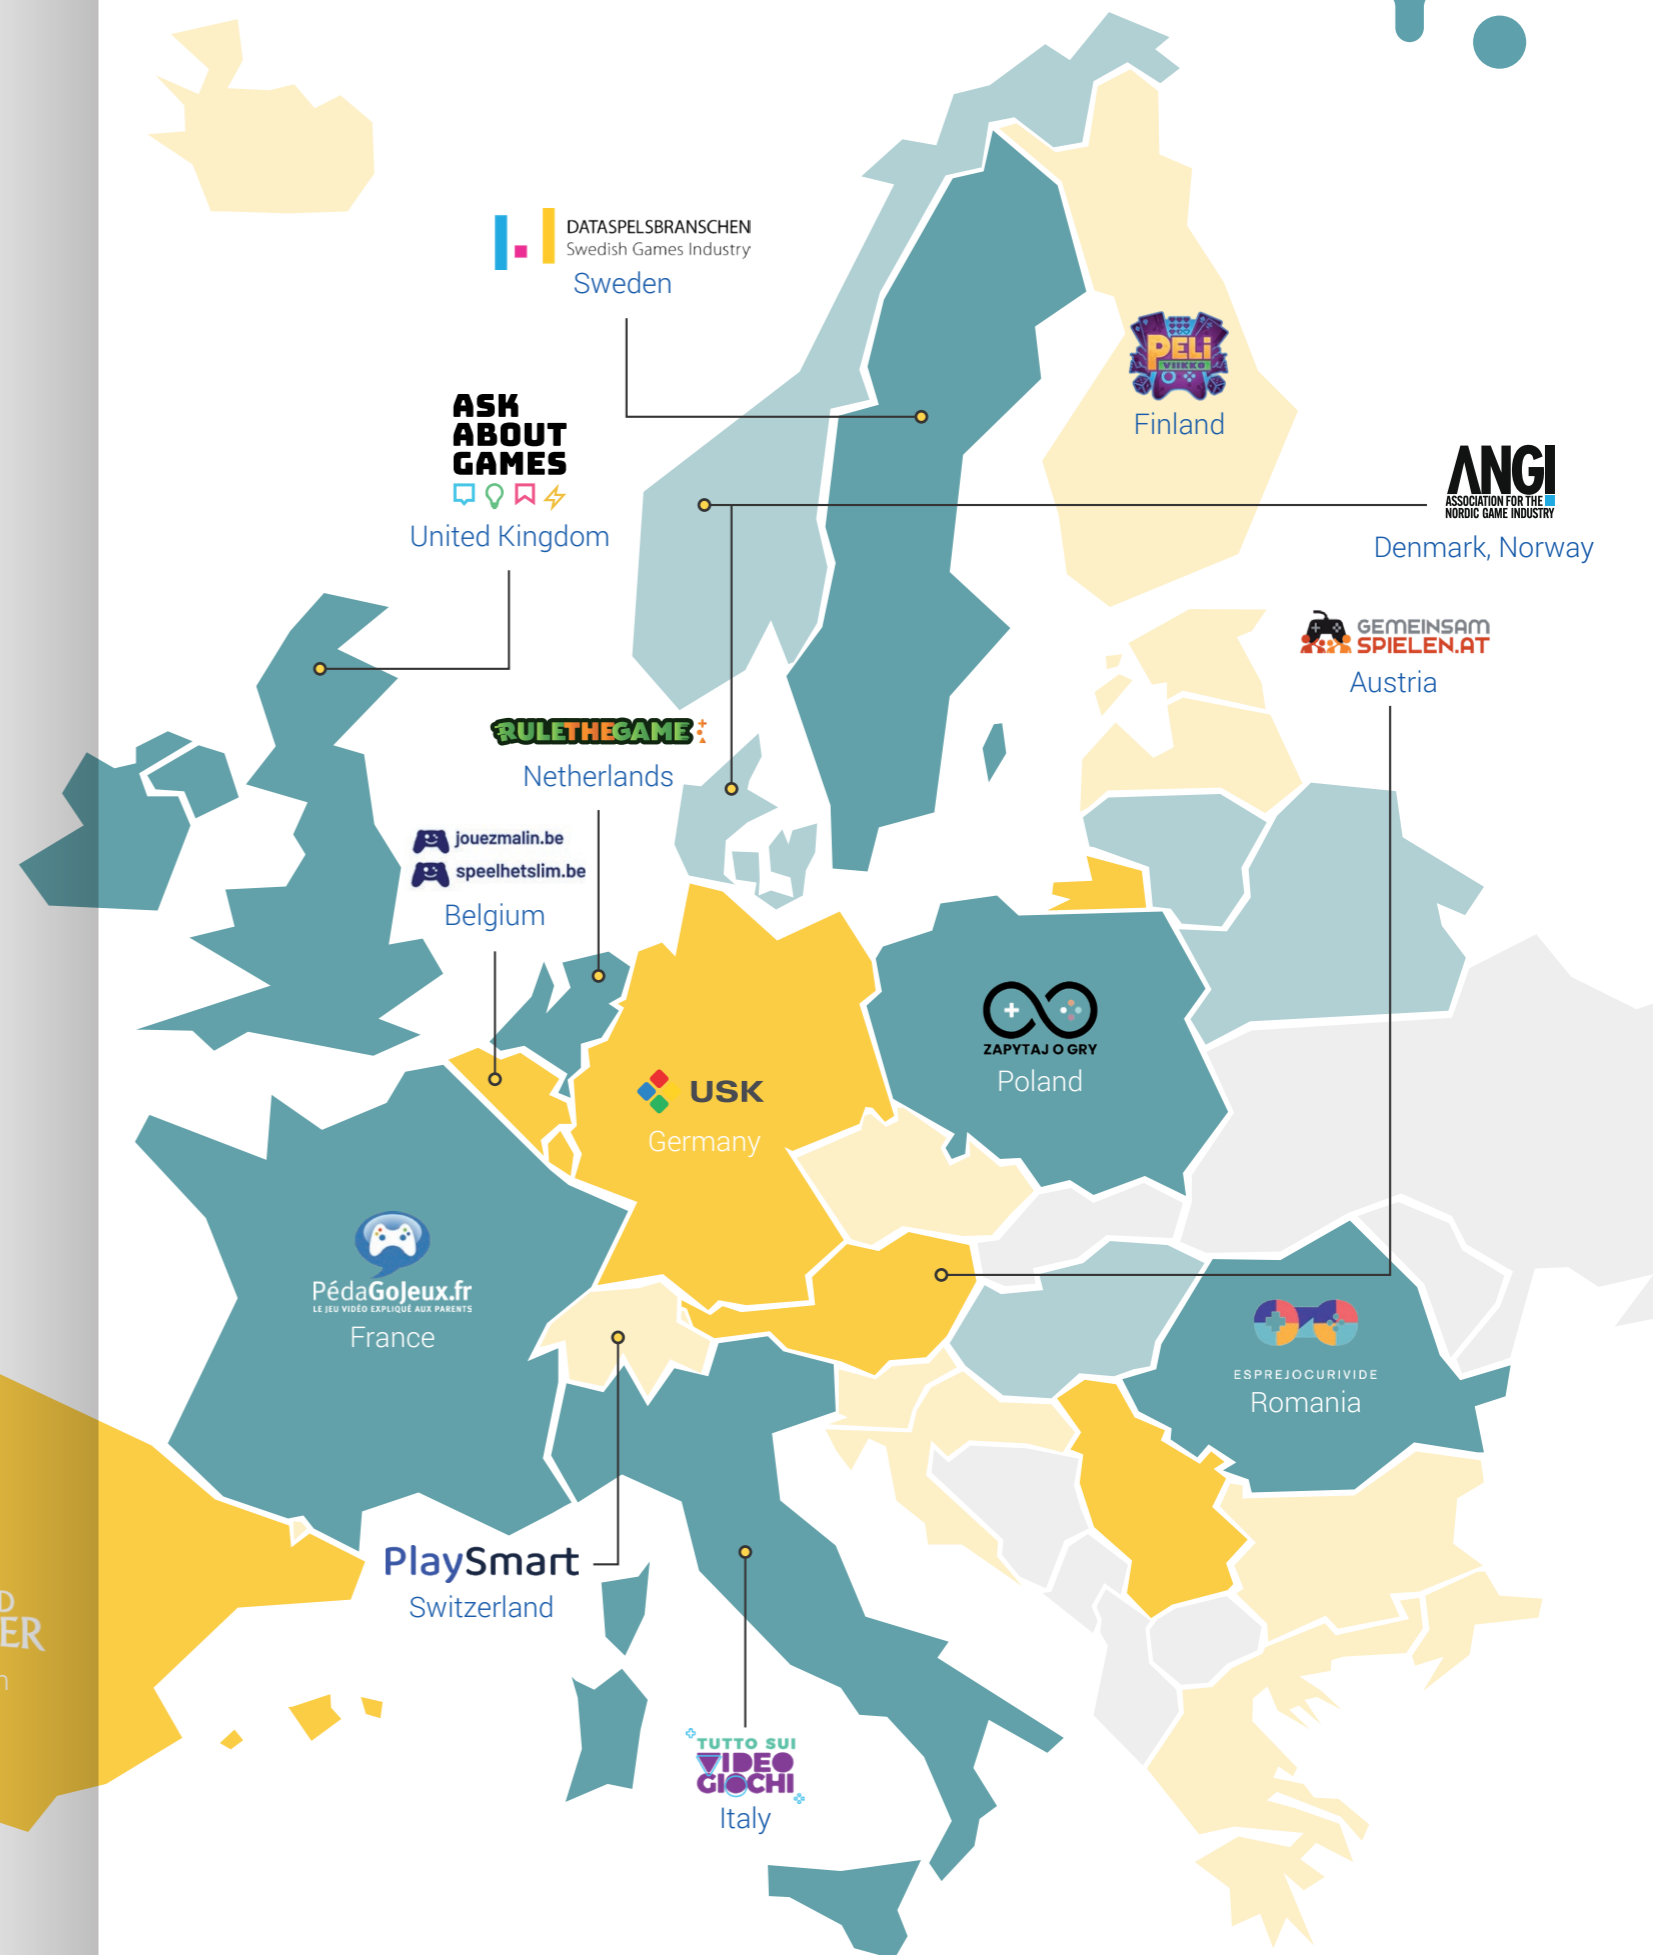 DATASPELSBRANSCHEN
Swedish Games Industry
Sweden
PELI
VIIKKO
Finland
ASK
ABOUT
GAMES
United Kingdom
ANGI
ASSOCIATION FOR THE
NORDIC GAME INDUSTRY
Denmark, Norway
GEMEINSAM
SPIELEN.AT
Austria
RULETHEGAME
Netherlands
jouezmalin.be
speelhetslim.be
Belgium
ZAPYTAJ O GRY
Poland
USK
Germany
PédaGoJeux.fr
LE JEU VIDÉO EXPLIQUÉ AUX PARENTS
France
ESPREJOCURIVIDE
Romania
PlaySmart
Switzerland
TUTTO SUI
VIDEO
GIOCHI
Italy
D
ER